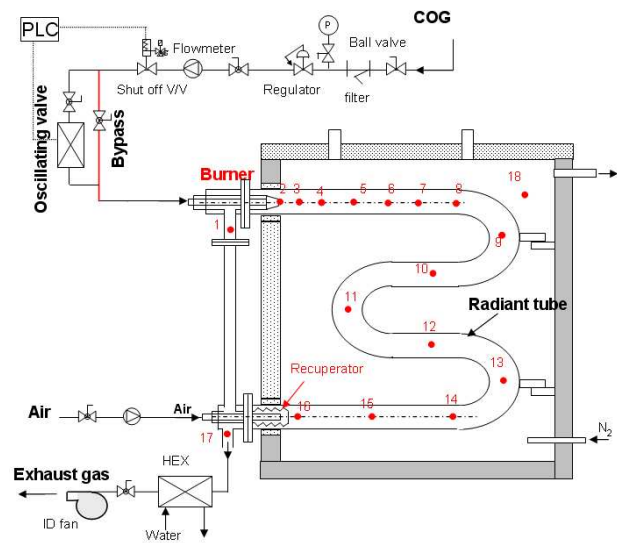 COG
PLC
P
Flowmeter
Ball valve
Shut off V/V
Regulator
filter
Oscillating valve
Bypass
Burner
2 3 4 5 6 7 8
18
1
9
10
11
Radiant tube
12
13
Recuperator
Air
Air
16
15
14
17
N2
HEX
Exhaust gas
ID fan
Water